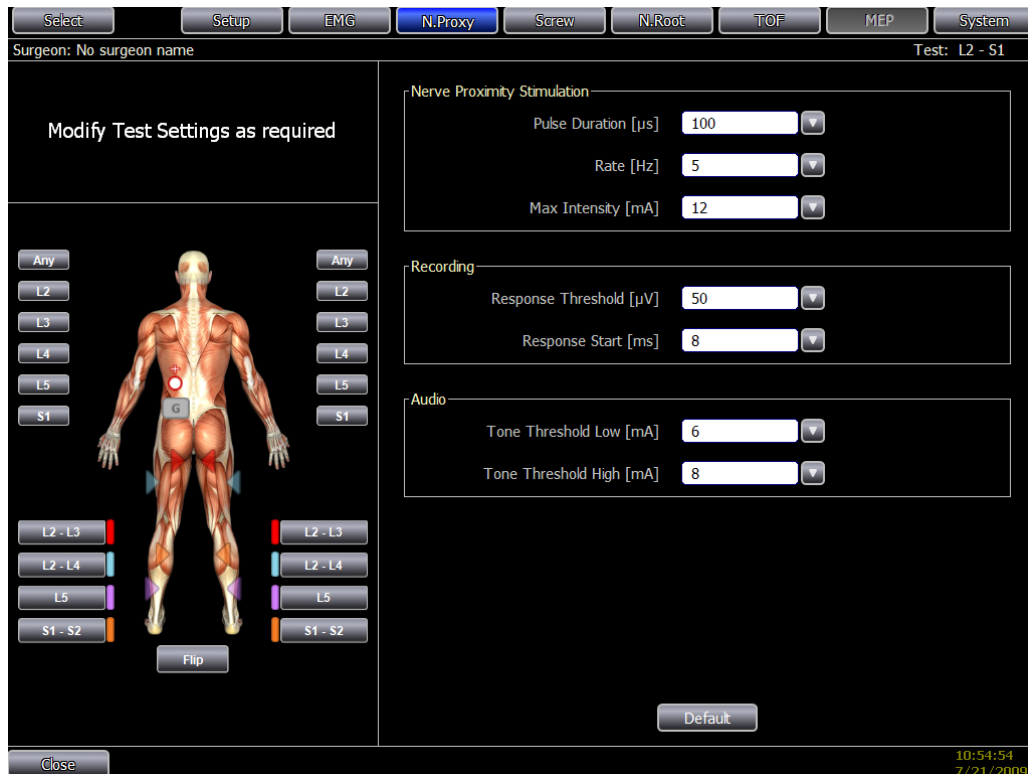 Select Setup EMG N.Proxy Screw N.Root TOF MEP System
Surgeon: No surgeon name Test: L2 - S1
Modify Test Settings as required
Nerve Proximity Stimulation
Pulse Duration [µs] 100
Rate [Hz] 5
Max Intensity [mA] 12
Recording
Response Threshold [µV] 50
Response Start [ms] 8
Audio
Tone Threshold Low [mA] 6
Tone Threshold High [mA] 8
Any Any
L2 L2
L3 L3
L4 L4
L5 L5
G
S1 S1
L2 - L3 L2 - L3
L2 - L4 L2 - L4
L5 L5
S1 - S2 S1 - S2
Flip
Default
Close
10:54:54
7/21/2009